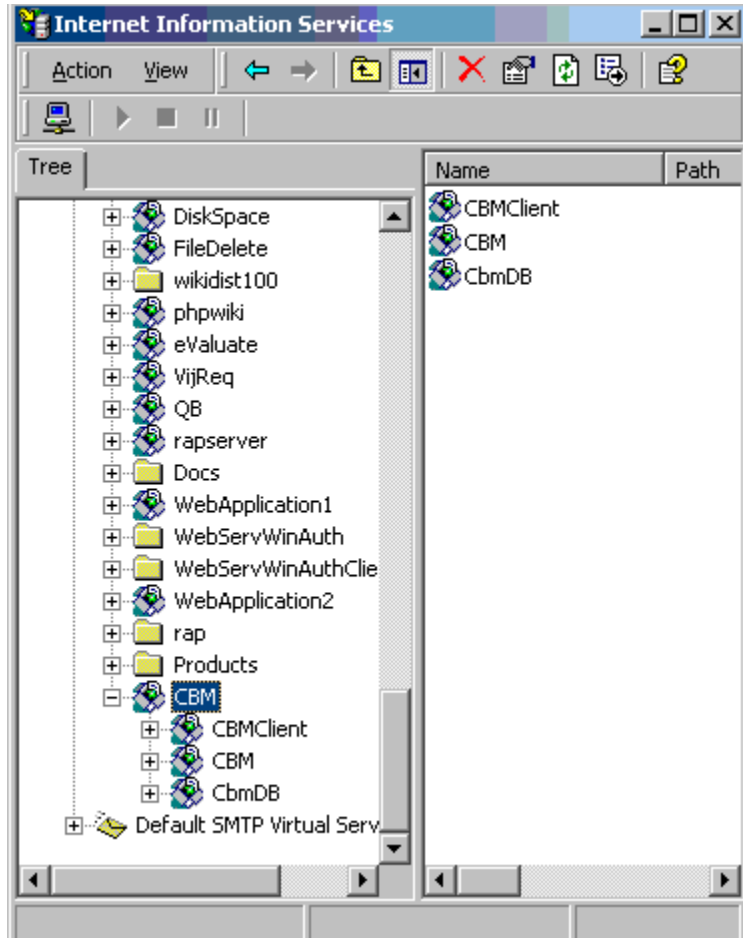 Internet Information Services
Action View
Tree
Name Path
DiskSpace
FileDelete
wikidist100
phpwiki
eValuate
VijReq
QB
rapserver
Docs
WebApplication1
WebServWinAuth
WebServWinAuthClie
WebApplication2
rap
Products
CBM
CBMClient
CBM
CbmDB
Default SMTP Virtual Serv
CBMClient
CBM
CbmDB